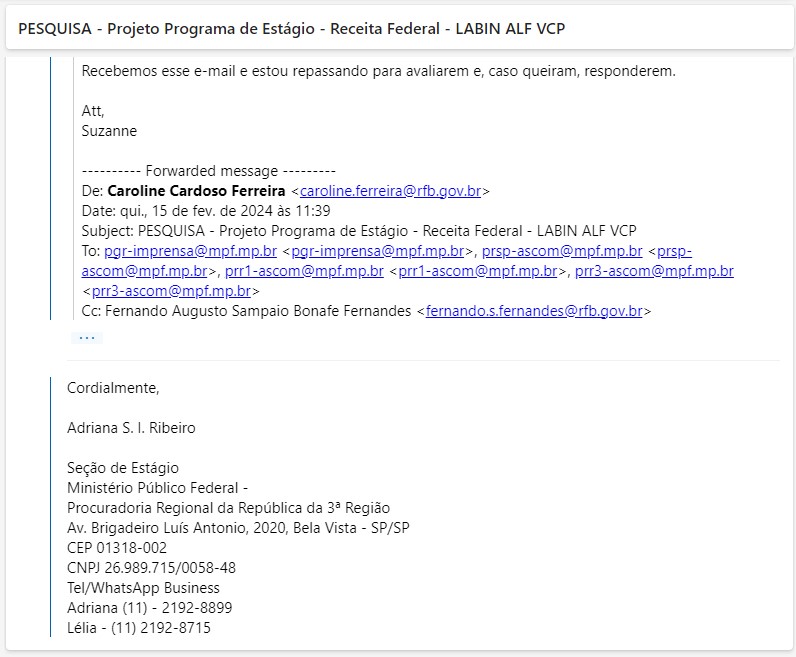 PESQUISA - Projeto Programa de Estágio - Receita Federal - LABIN ALF VCP
Recebemos esse e-mail e estou repassando para avaliarem e, caso queiram, responderem.
Att,
Suzanne
---------- Forwarded message ---------
De: Caroline Cardoso Ferreira <caroline.ferreira@rfb.gov.br>
Date: qui., 15 de fev. de 2024 às 11:39
Subject: PESQUISA - Projeto Programa de Estágio - Receita Federal - LABIN ALF VCP
To: pgr-imprensa@mpf.mp.br <pgr-imprensa@mpf.mp.br>, prsp-ascom@mpf.mp.br <prsp-
ascom@mpf.mp.br>, prr1-ascom@mpf.mp.br <prr1-ascom@mpf.mp.br>, prr3-ascom@mpf.mp.br
<prr3-ascom@mpf.mp.br>
Cc: Fernando Augusto Sampaio Bonafe Fernandes <fernando.s.fernandes@rfb.gov.br>
...
Cordialmente,
Adriana S. I. Ribeiro
Seção de Estágio
Ministério Público Federal -
Procuradoria Regional da República da 3ª Região
Av. Brigadeiro Luís Antonio, 2020, Bela Vista - SP/SP
CEP 01318-002
CNPJ 26.989.715/0058-48
Tel/WhatsApp Business
Adriana (11) - 2192-8899
Lélia - (11) 2192-8715